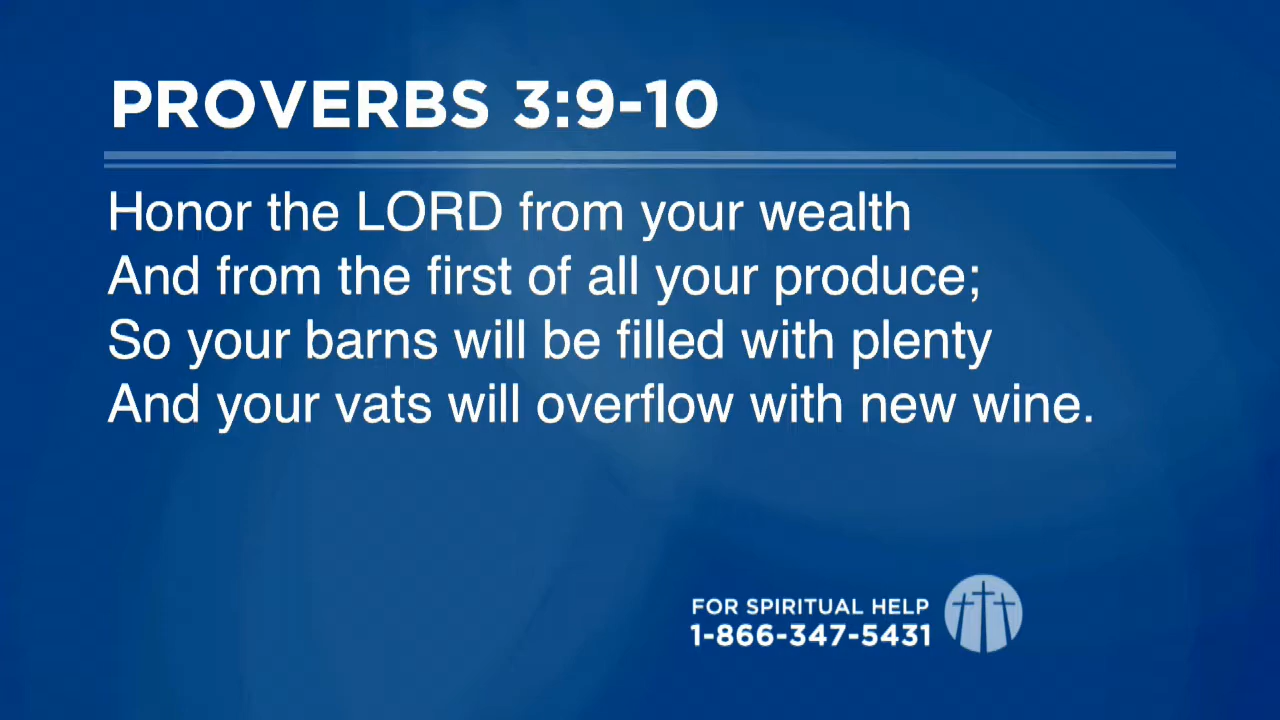 PROVERBS 3:9-10
Honor the LORD from your wealth
And from the first of all your produce;
So your barns will be filled with plenty
And your vats will overflow with new wine.
FOR SPIRITUAL HELP
1-866-347-5431